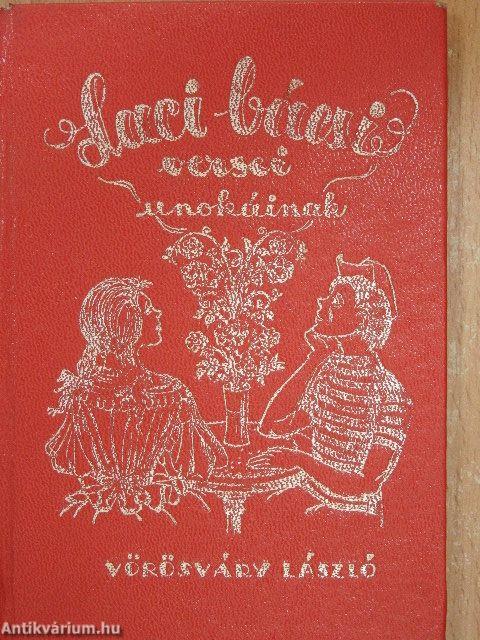 Laci bácsi
versei
unokáinak
VÖRÖSVÁRY LÁSZLÓ
Antikvárium.hu